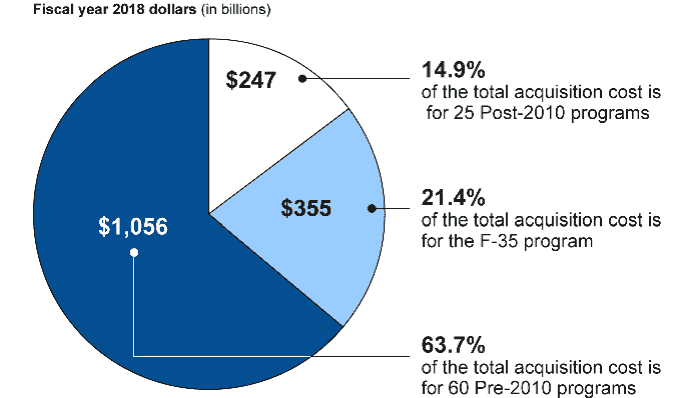 Fiscal year 2018 dollars (in billions)
$247
14.9%
of the total acquisition cost is
for 25 Post-2010 programs
$355
21.4%
of the total acquisition cost is
for the F-35 program
$1,056
63.7%
of the total acquisition cost is
for 60 Pre-2010 programs